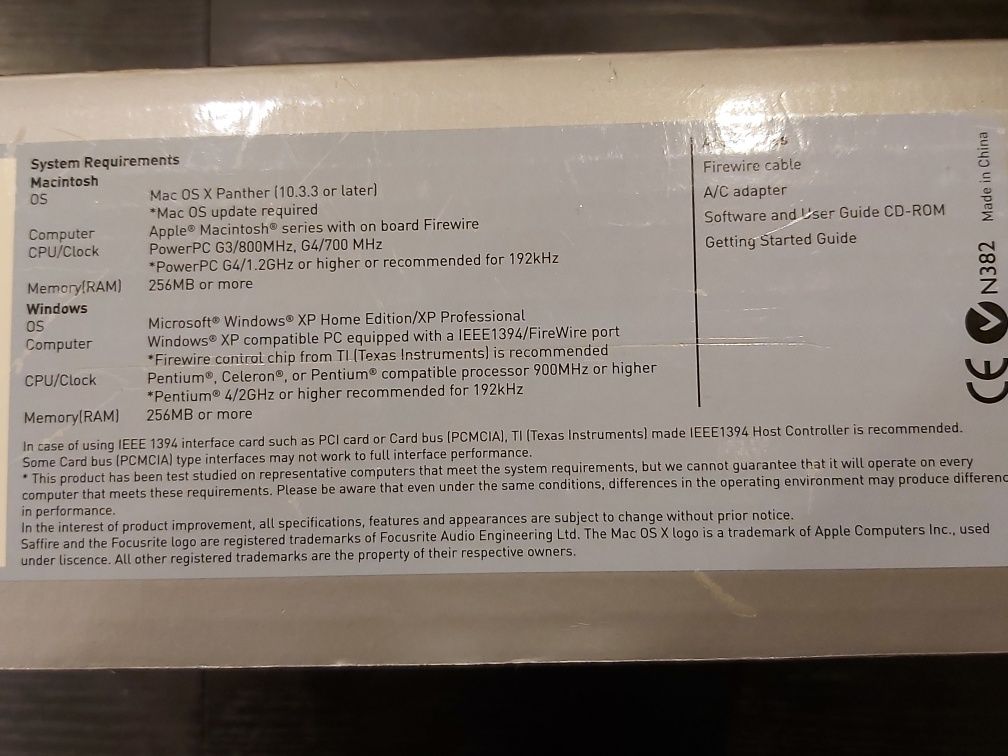 System Requirements
Macintosh
OS Mac OS X Panther (10.3.3 or later)
*Mac OS update required
Computer Apple® Macintosh® series with on board Firewire
CPU/Clock PowerPC G3/800MHz, G4/700 MHz
*PowerPC G4/1.2GHz or higher or recommended for 192kHz
Memory(RAM) 256MB or more
Windows
OS Microsoft® Windows® XP Home Edition/XP Professional
Computer Windows® XP compatible PC equipped with a IEEE1394/FireWire port
*Firewire control chip from TI (Texas Instruments) is recommended
CPU/Clock Pentium®, Celeron®, or Pentium® compatible processor 900MHz or higher
*Pentium® 4/2GHz or higher recommended for 192kHz
Memory(RAM) 256MB or more
Firewire cable
A/C adapter
Software and User Guide CD-ROM
Getting Started Guide
In case of using IEEE 1394 interface card such as PCI card or Card bus (PCMCIA), TI (Texas Instruments) made IEEE1394 Host Controller is recommended.
Some Card bus (PCMCIA) type interfaces may not work to full interface performance.
* This product has been test studied on representative computers that meet the system requirements, but we cannot guarantee that it will operate on every
computer that meets these requirements. Please be aware that even under the same conditions, differences in the operating environment may produce differenc
in performance.
In the interest of product improvement, all specifications, features and appearances are subject to change without prior notice.
Saffire and the Focusrite logo are registered trademarks of Focusrite Audio Engineering Ltd. The Mac OS X logo is a trademark of Apple Computers Inc., used
under liscence. All other registered trademarks are the property of their respective owners.
CE N382 Made in China